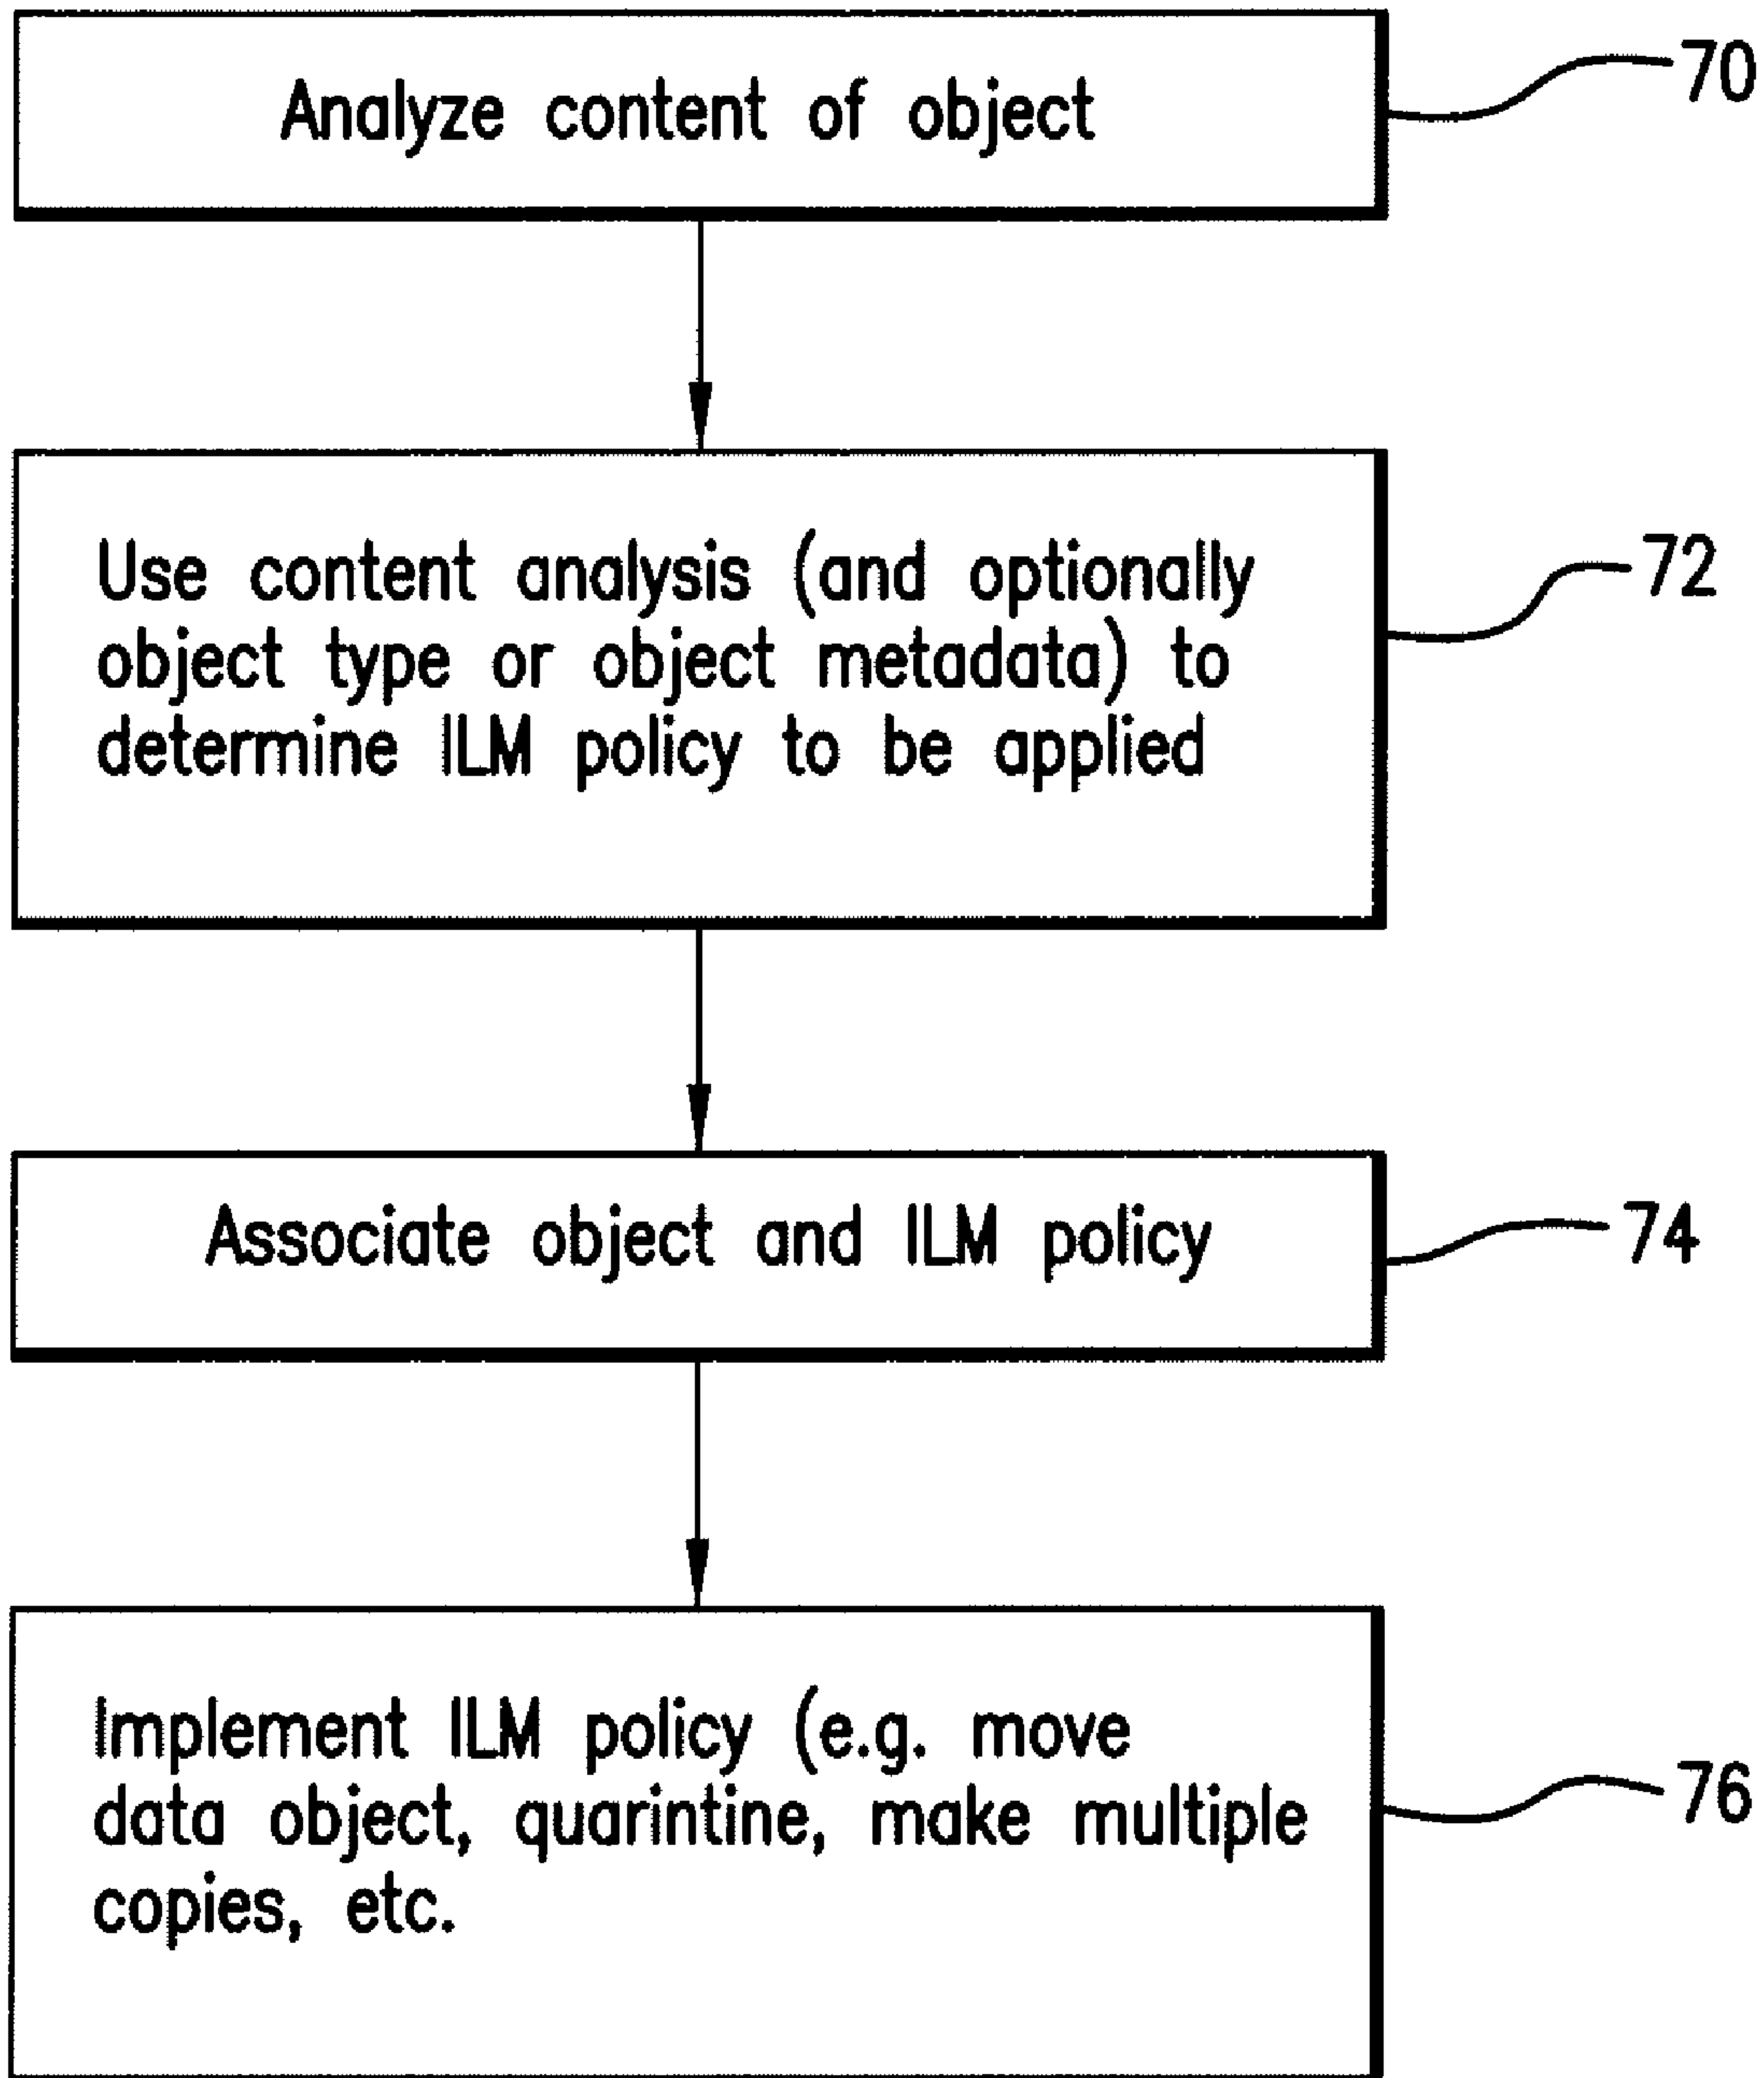 Analyze content of object
70
Use content analysis (and optionally
object type or object metadata) to
determine ILM policy to be applied
72
Associate object and ILM policy
74
Implement ILM policy (e.g. move
data object, quarintine, make multiple
copies, etc.
76